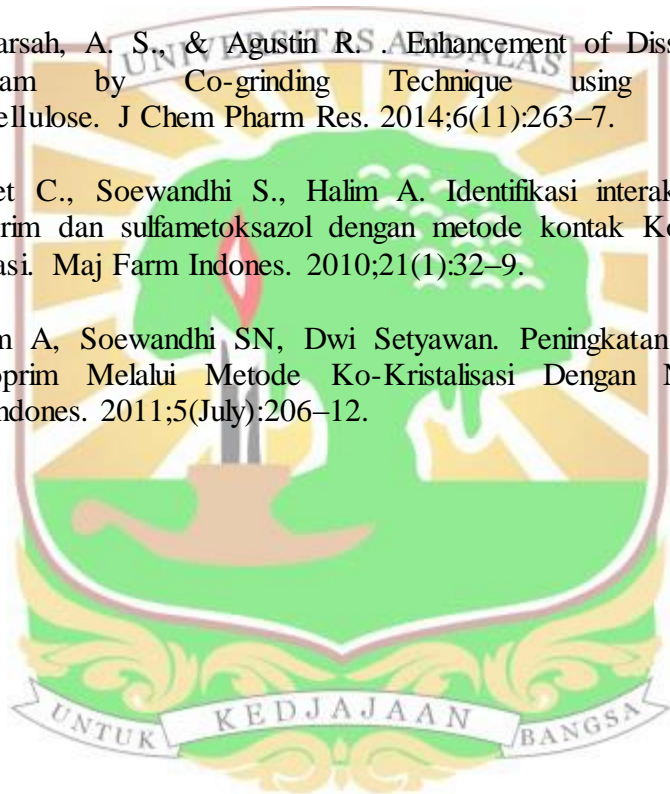 arsah, A. S., & Agustin R. . Enhancement of Diss
am by Co-grinding Technique using
ellulose. J Chem Pharm Res. 2014;6(11):263–7.
et C., Soewandhi S., Halim A. Identifikasi interak
rim dan sulfametoksazol dengan metode kontak Ko
asi. Maj Farm Indones. 2010;21(1):32–9.
m A, Soewandhi SN, Dwi Setyawan. Peningkatan
oprim Melalui Metode Ko-Kristalisasi Dengan N
ndones. 2011;5(July):206–12.
UNIVERSITAS ANDALAS
UNTUK KEDJAJAAN BANGSA